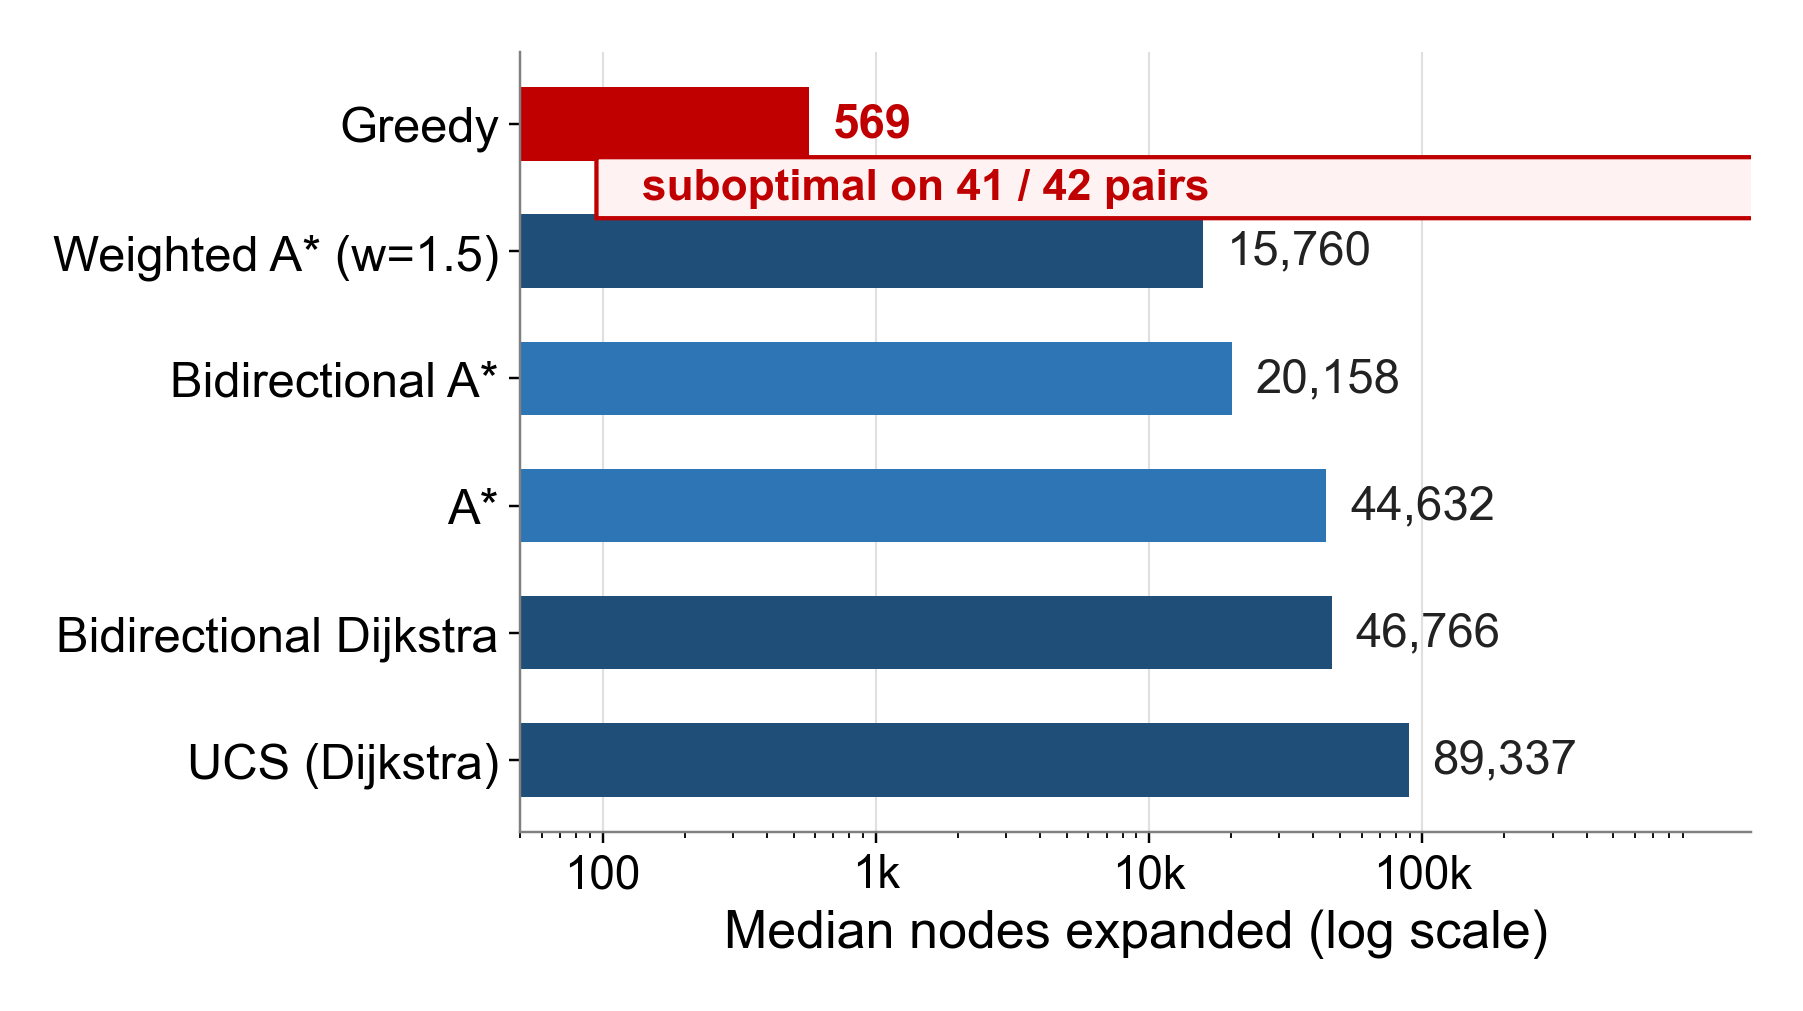 Greedy
569
suboptimal on 41 / 42 pairs
Weighted A* (w=1.5)
15,760
Bidirectional A*
20,158
A*
44,632
Bidirectional Dijkstra
46,766
UCS (Dijkstra)
89,337
100 1k 10k 100k
Median nodes expanded (log scale)